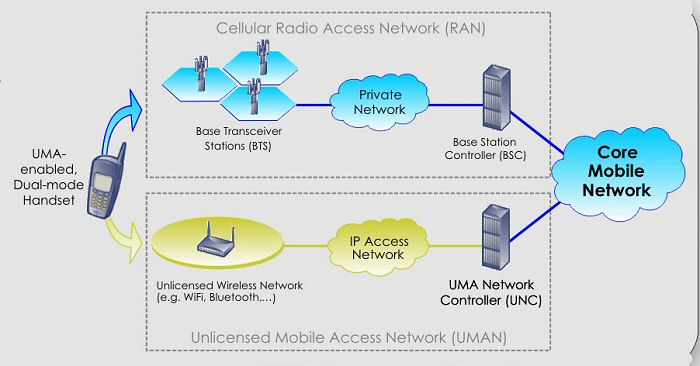 Cellular Radio Access Network (RAN)
Private
Network
Base Transceiver
Stations (BTS)
Base Station
Controller (BSC)
UMA-
enabled,
Dual-mode
Handset
Core
Mobile
Network
IP Access
Network
Unlicensed Wireless Network
(e.g. WiFi, Bluetooth,...)
UMA Network
Controller (UNC)
Unlicensed Mobile Access Network (UMAN)